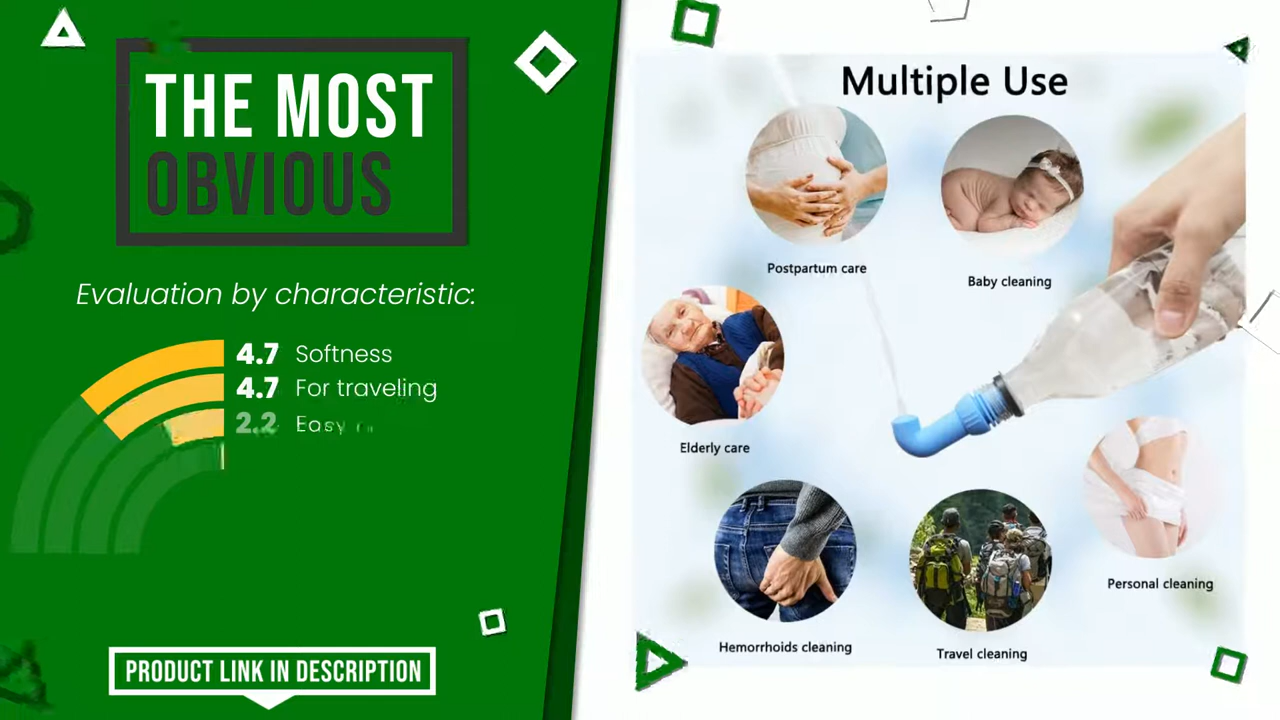 THE MOST
OBVIOUS
Evaluation by characteristic:
4.7 Softness
4.7 For traveling
2.2 Easy
PRODUCT LINK IN DESCRIPTION
Multiple Use
Postpartum care
Baby cleaning
Elderly care
Personal cleaning
Hemorrhoids cleaning
Travel cleaning